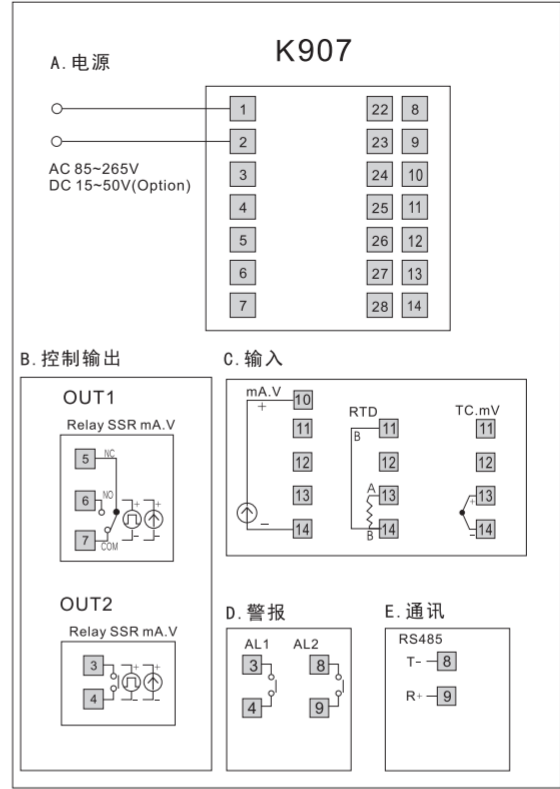 K907
A.电源
1 22 8
2 23 9
AC 85~265V
DC 15~50V(Option)
3 24 10
4 25 11
5 26 12
6 27 13
7 28 14
B.控制输出
C.输入
OUT1
Relay SSR mA.V
5 NC
6 NO + +
7 COM - -
mA.V
+ 10
11
12
13
- 14
RTD
B 11
12
A 13
B 14
TC.mV
11
12
+ 13
- 14
OUT2
Relay SSR mA.V
3 + +
4 - -
D.警报
AL1 AL2
3 8
4 9
E.通讯
RS485
T- 8
R+ 9